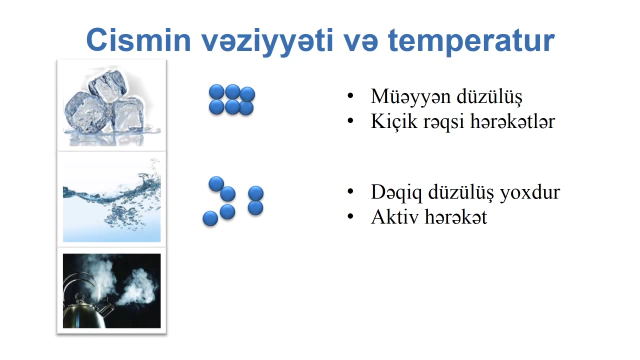 Cismin vəziyyəti və temperatur
• Müəyyən düzülüş
• Kiçik rəqsi hərəkətlər
• Dəqiq düzülüş yoxdur
• Aktiv hərəkət